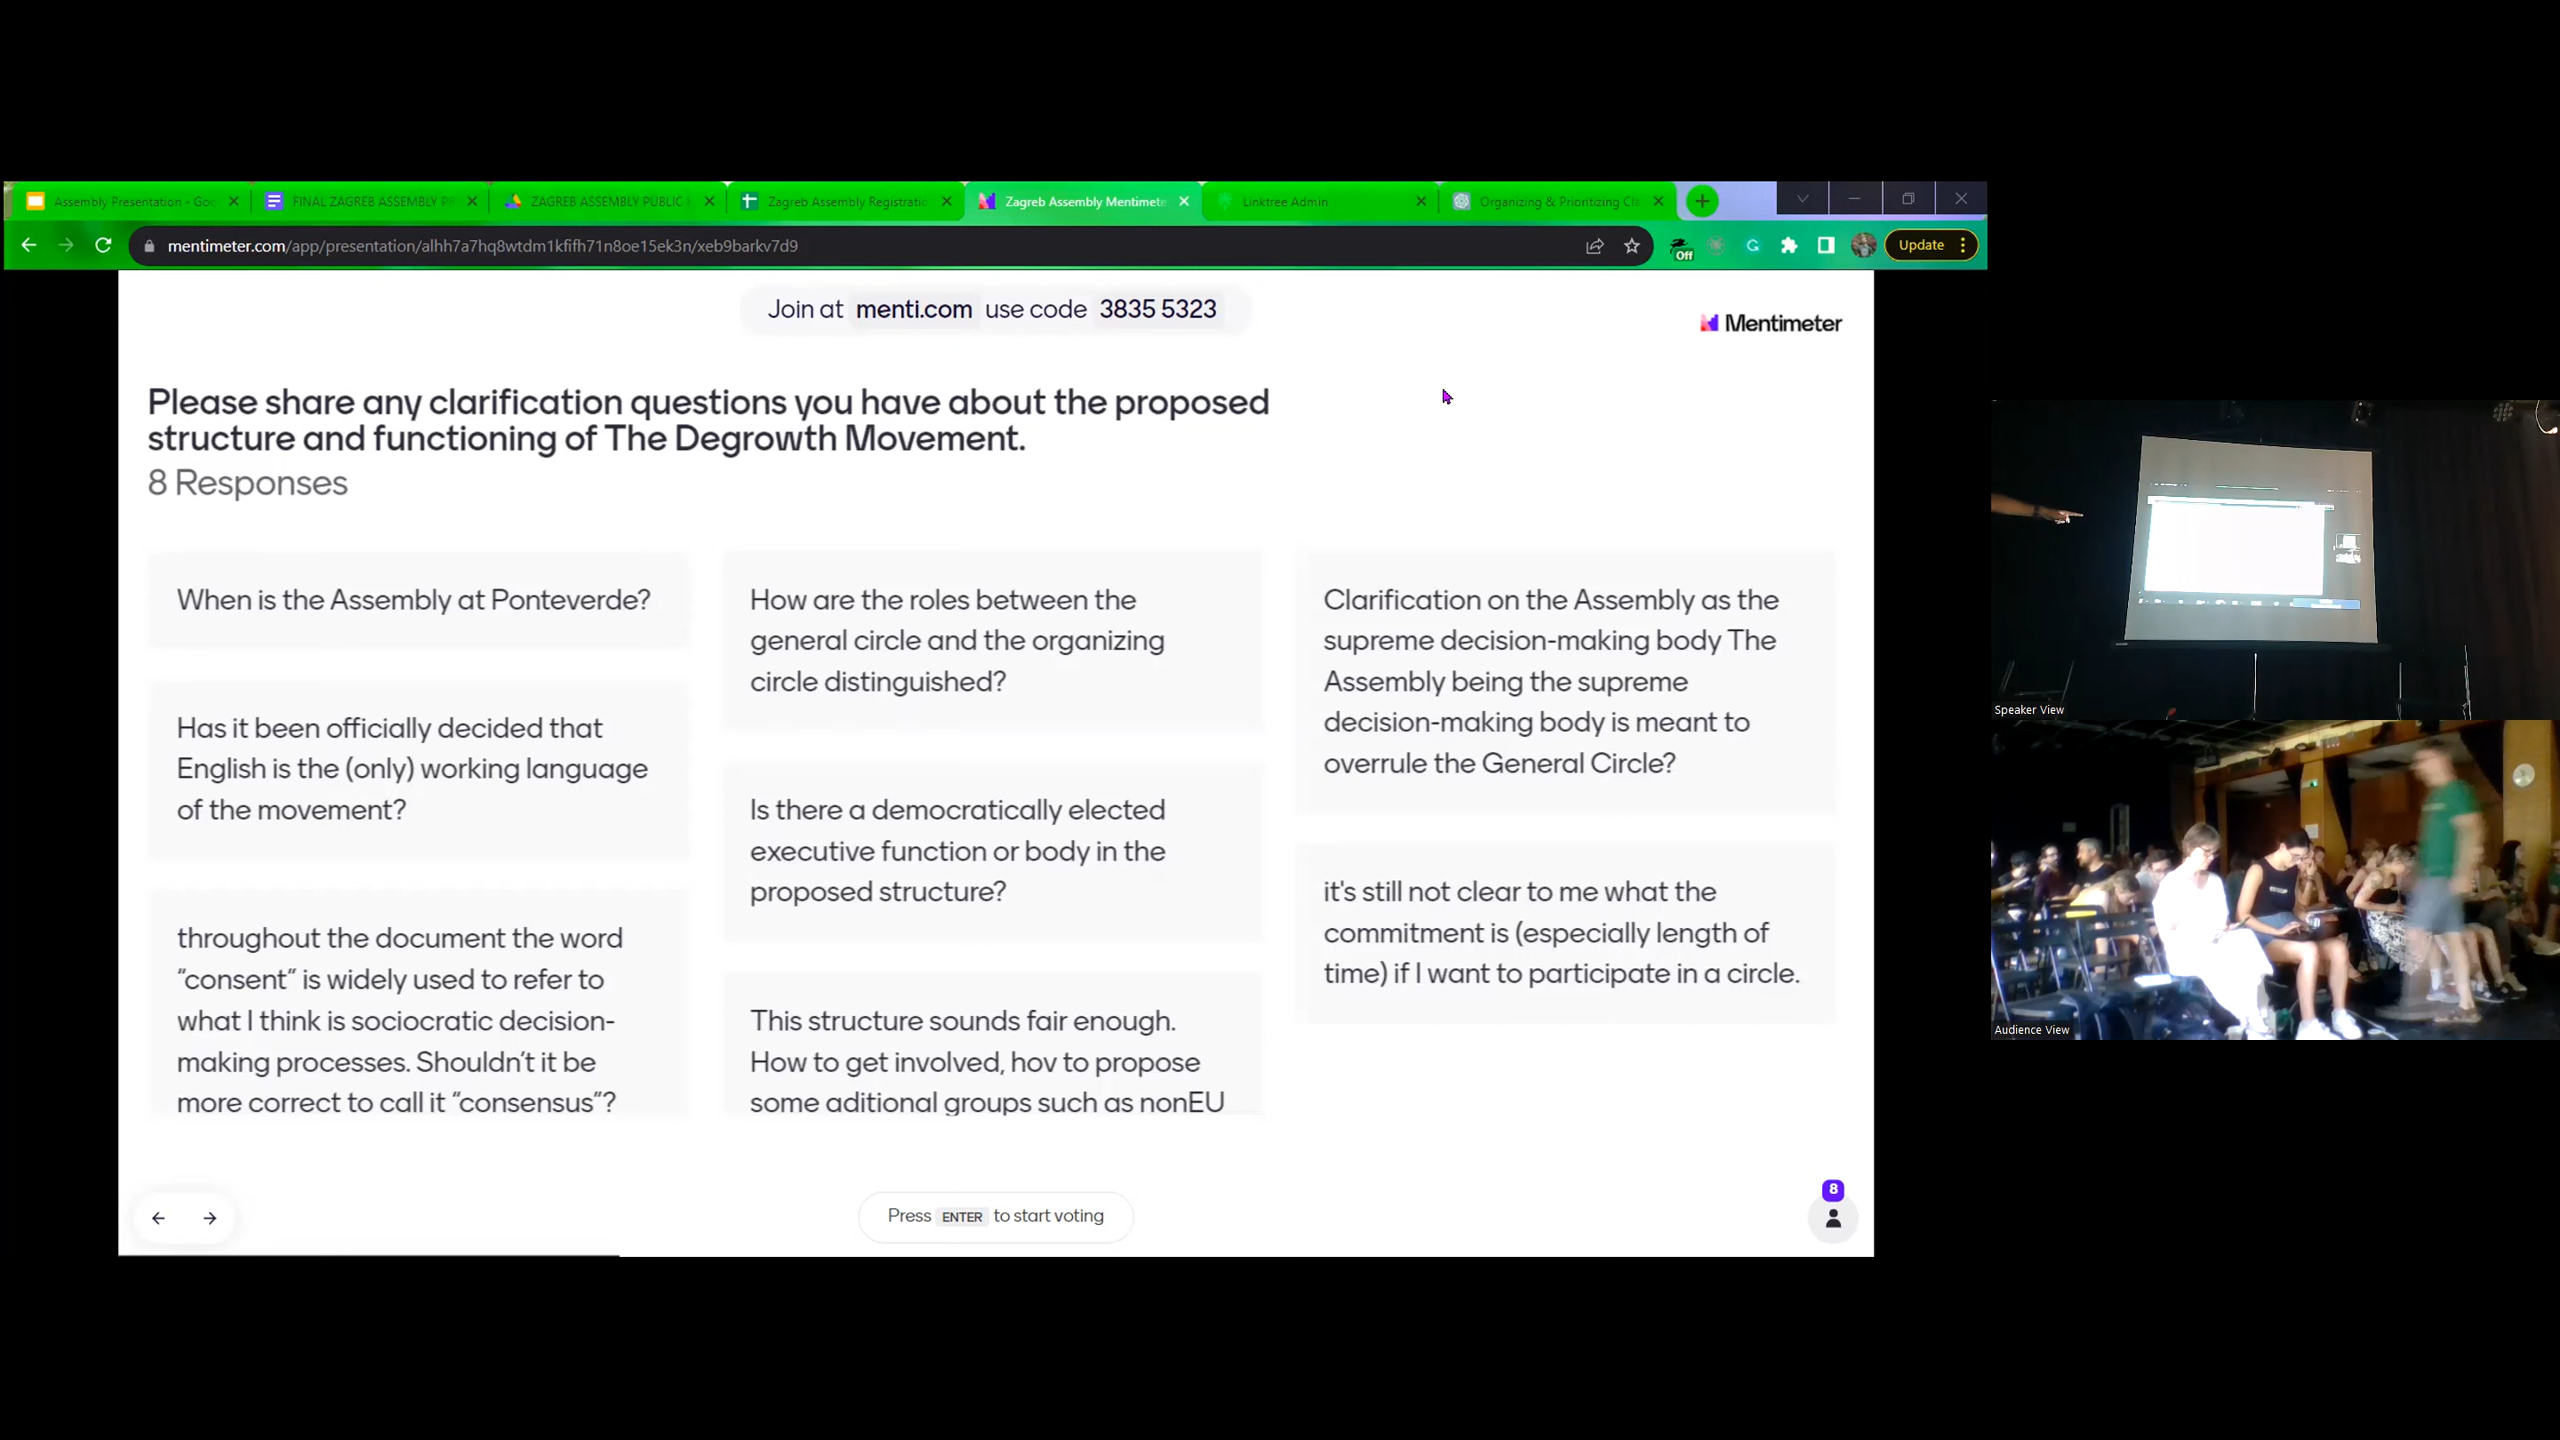 Assembly Presentation - Goo
FINAL ZAGREB ASSEMBLY PR
ZAGREB ASSEMBLY PUBLIC
Zagreb Assembly Registratio
Zagreb Assembly Mentimete
Linktree Admin
Organizing & Prioritizing Cla
mentimeter.com/app/presentation/alhh7a7hq8wtdm1kfifh71n8oe15ek3n/xeb9barkv7d9
Off
Update
Join at menti.com use code 3835 5323
Mentimeter
Please share any clarification questions you have about the proposed
structure and functioning of The Degrowth Movement.
8 Responses
When is the Assembly at Ponteverde?
Has it been officially decided that
English is the (only) working language
of the movement?
throughout the document the word
“consent” is widely used to refer to
what I think is sociocratic decision-
making processes. Shouldn’t it be
more correct to call it “consensus”?
How are the roles between the
general circle and the organizing
circle distinguished?
Is there a democratically elected
executive function or body in the
proposed structure?
This structure sounds fair enough.
How to get involved, hov to propose
some aditional groups such as nonEU
Clarification on the Assembly as the
supreme decision-making body The
Assembly being the supreme
decision-making body is meant to
overrule the General Circle?
it's still not clear to me what the
commitment is (especially length of
time) if I want to participate in a circle.
Press ENTER to start voting
8
Speaker View
Audience View